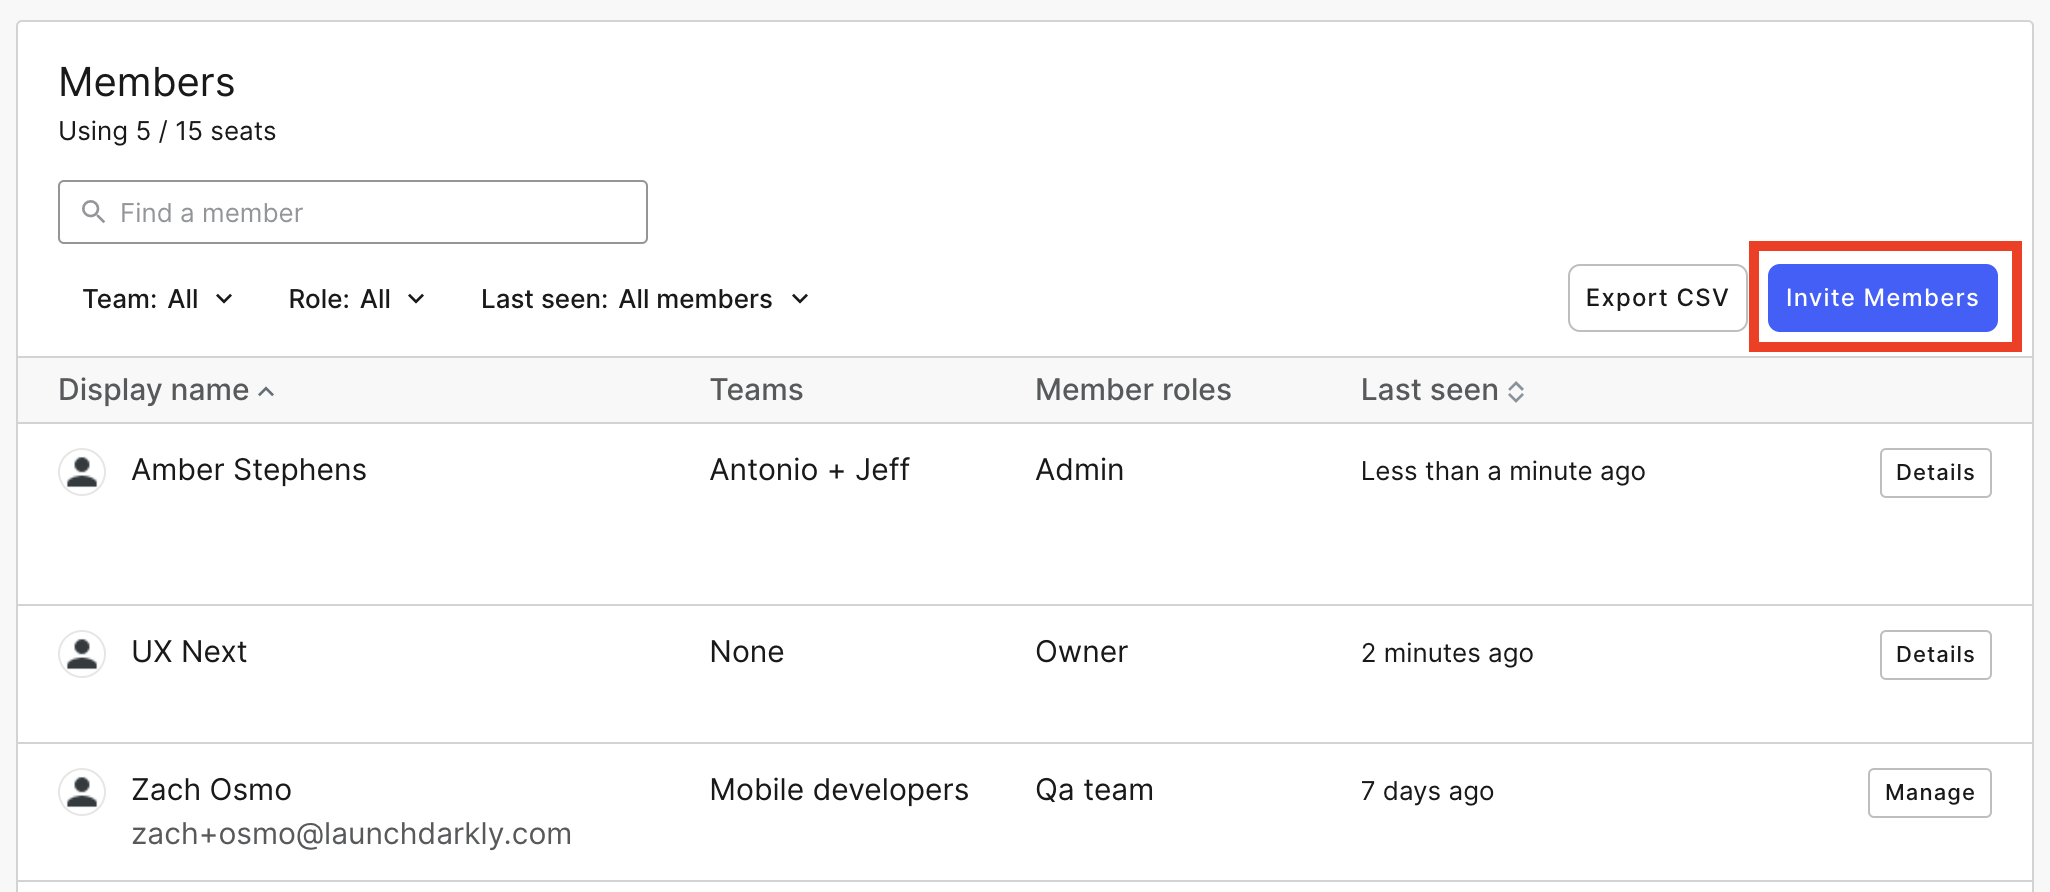 Members
Using 5 / 15 seats
Find a member
Team: All Role: All Last seen: All members Export CSV Invite Members
Display name Teams Member roles Last seen
Amber Stephens Antonio + Jeff Admin Less than a minute ago Details
UX Next None Owner 2 minutes ago Details
Zach Osmo Mobile developers Qa team 7 days ago Manage
zach+osmo@launchdarkly.com